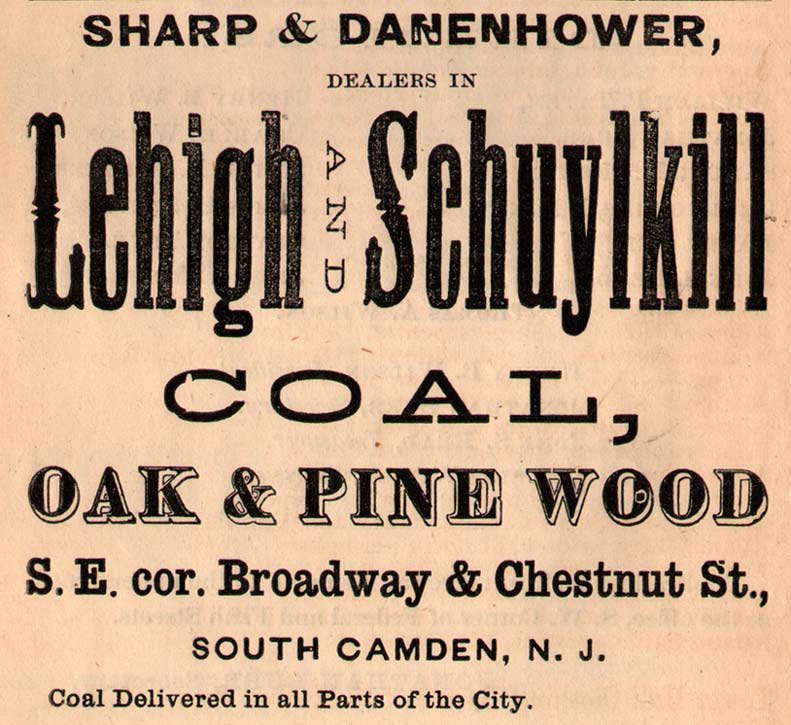 SHARP & DANENHOWER,
DEALERS IN
Lehigh AND Schuylkill
COAL,
OAK & PINE WOOD
S. E. cor. Broadway & Chestnut St.,
SOUTH CAMDEN, N. J.
Coal Delivered in all Parts of the City.